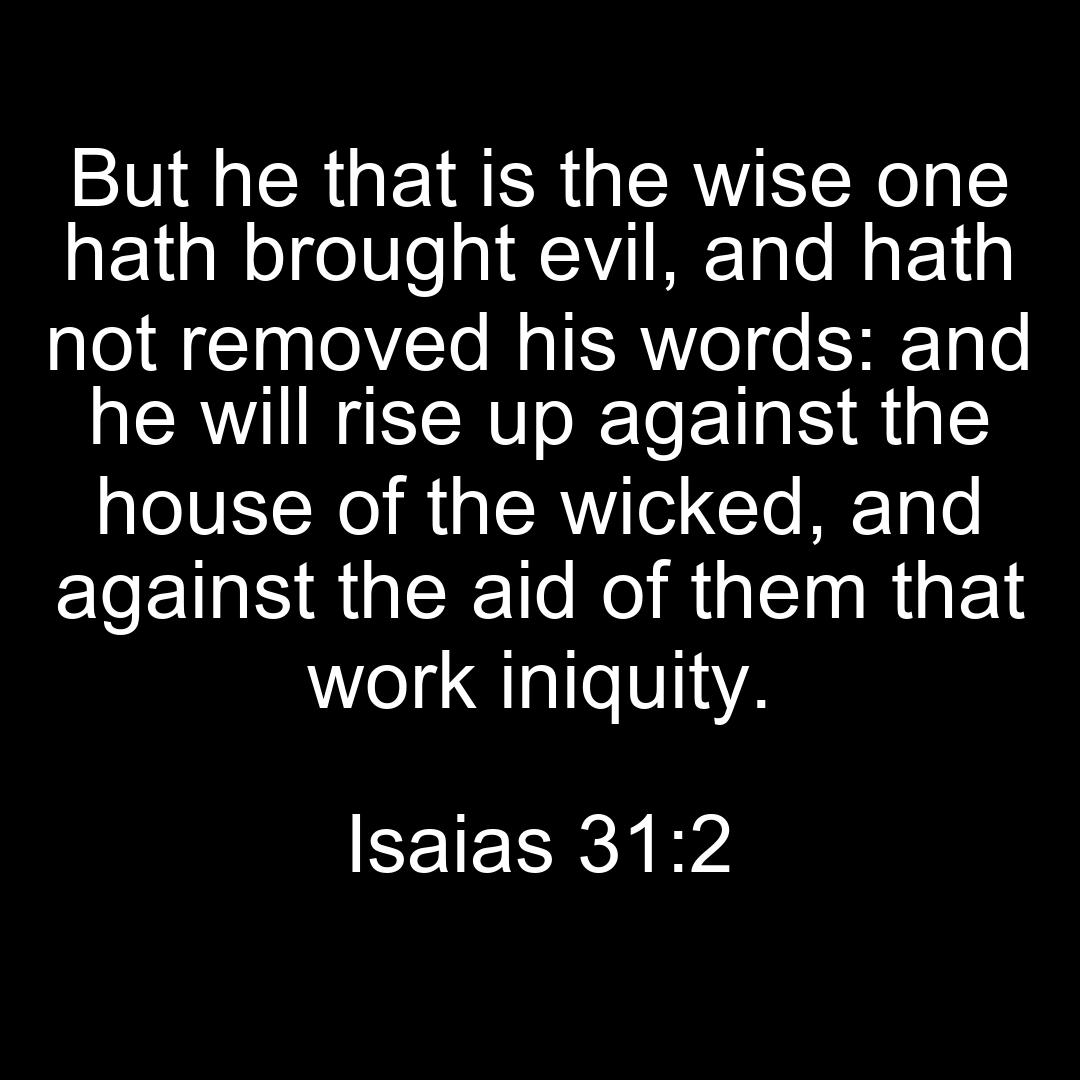 But he that is the wise one
hath brought evil, and hath
not removed his words: and
he will rise up against the
house of the wicked, and
against the aid of them that
work iniquity.
Isaias 31:2